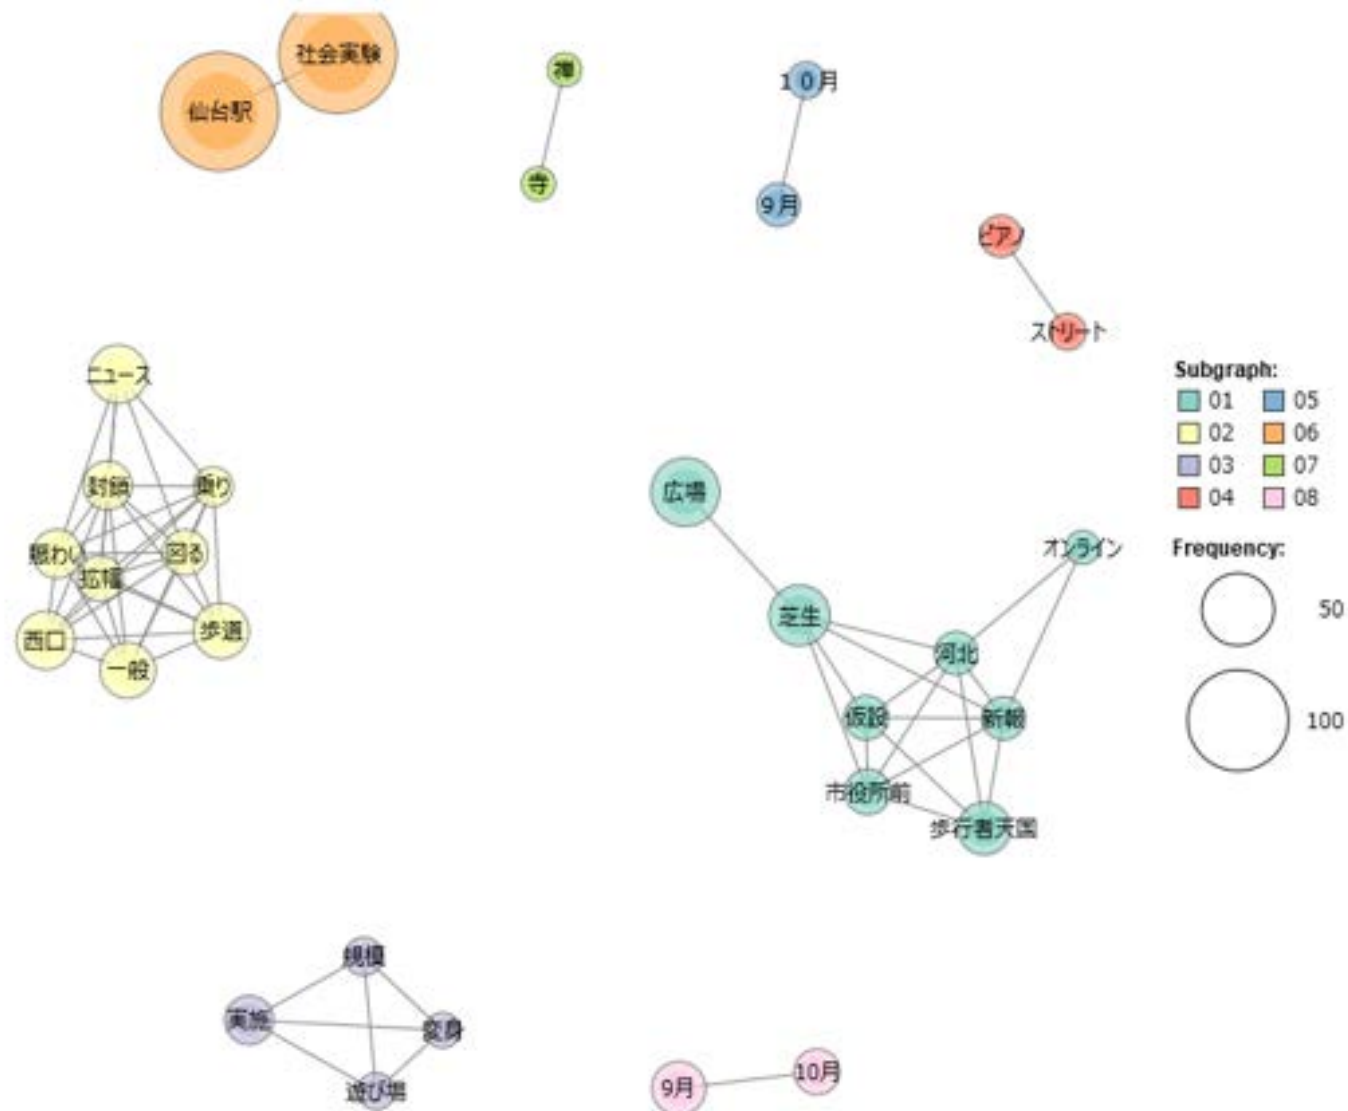 社会実験
仙台駅
禅
寺
１０月
９月
ピアノ
ストリート
ニュース
封鎖
乗り
賑わい
図る
拡幅
西口
歩道
一般
広場
芝生
オンライン
河北
仮設
新報
市役所前
歩行者天国
規模
実施
変身
遊び場
9月
10月
Subgraph:
01 05
02 06
03 07
04 08
Frequency:
50
100